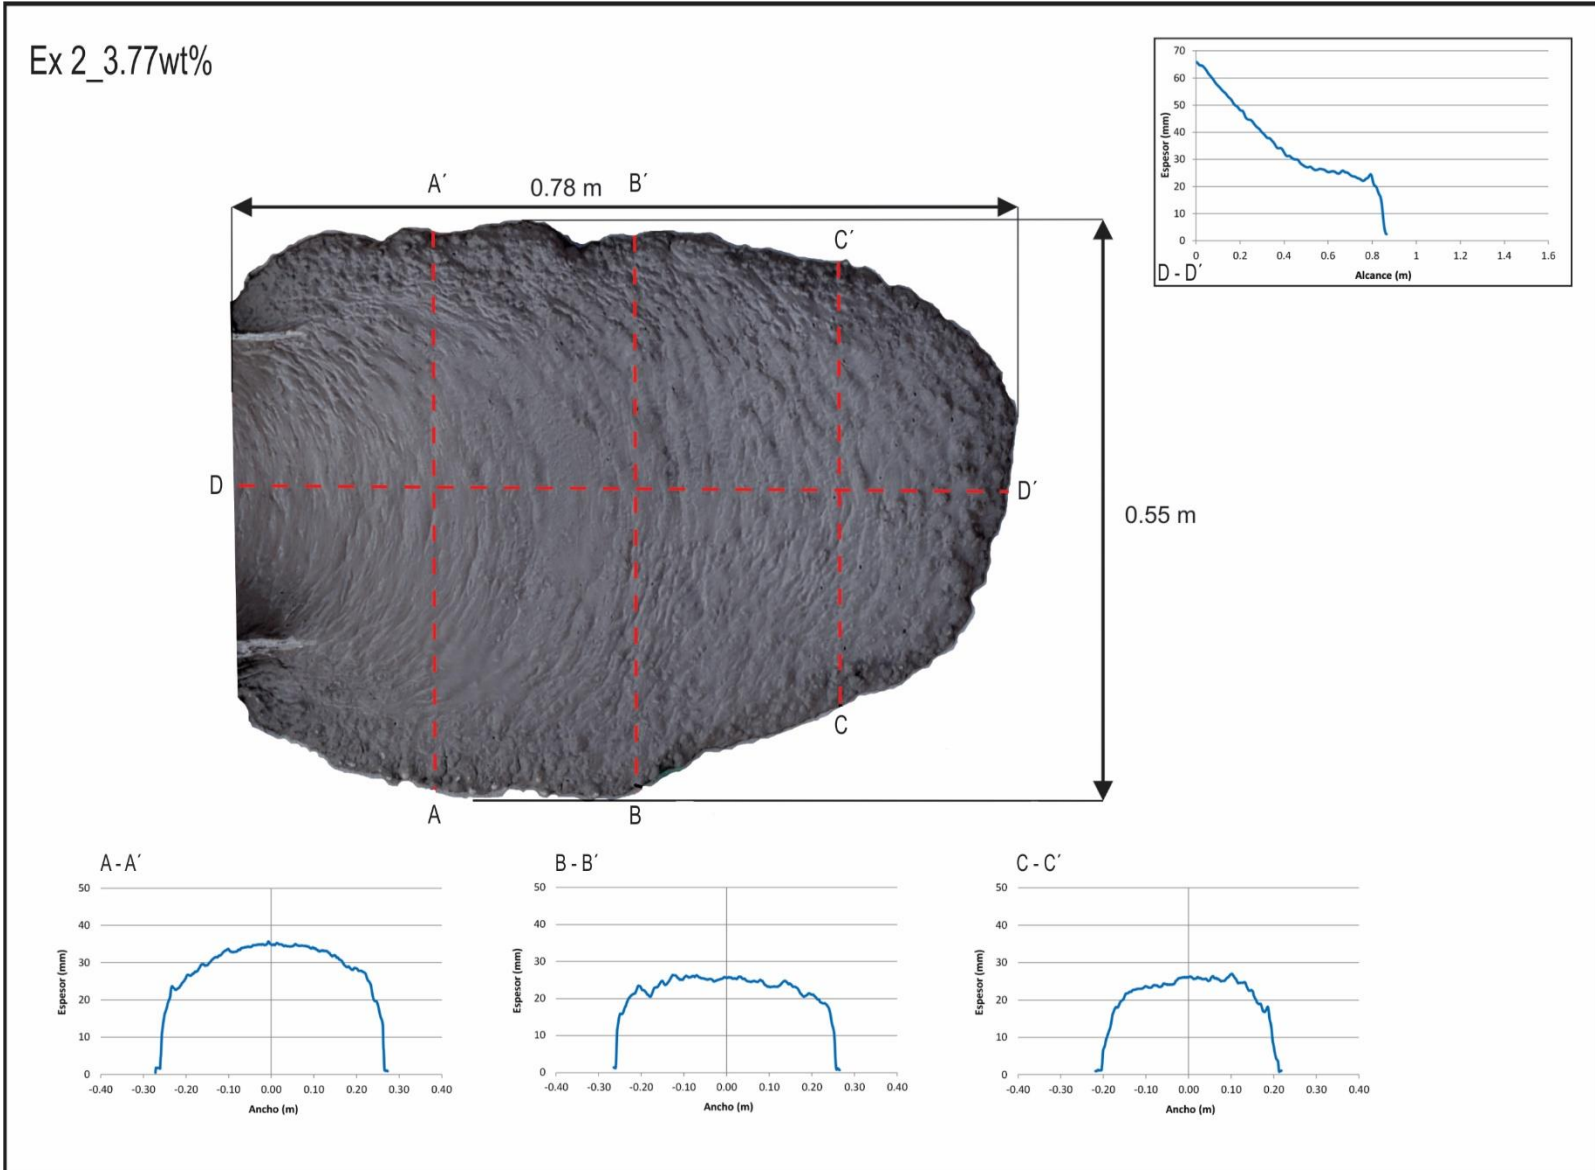 Ex 2_3.77wt%
70
60
50
40
30
20
10
0
Espesor (mm)
0 0.2 0.4 0.6 0.8 1 1.2 1.4 1.6
D - D´
Alcance (m)
A´
0.78 m
B´
C´
D
D´
0.55 m
C
A
B
A - A´
50
40
30
20
10
0
Espesor (mm)
-0.40 -0.30 -0.20 -0.10 0.00 0.10 0.20 0.30 0.40
Ancho (m)
B - B´
50
40
30
20
10
0
Espesor (mm)
-0.40 -0.30 -0.20 -0.10 0.00 0.10 0.20 0.30 0.40
Ancho (m)
C - C´
50
40
30
20
10
0
Espesor (mm)
-0.40 -0.30 -0.20 -0.10 0.00 0.10 0.20 0.30 0.40
Ancho (m)